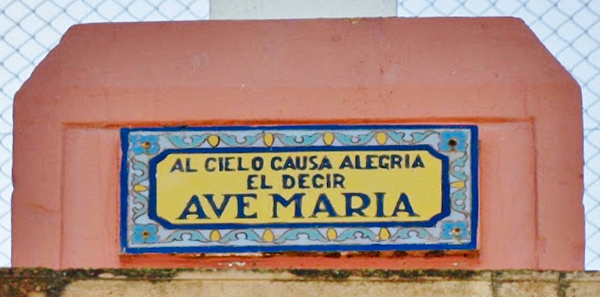 AL CIELO CAUSA ALEGRIA
EL DECIR
AVE MARIA